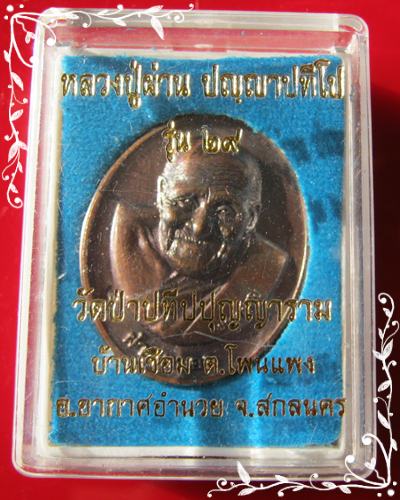 หลวงปู่ผ่าน ปญฺญาปทีโป
รุ่น ๒๙
วัดป่าปทีปปุญญาราม
บ้านเซือม ต.โพนแพง
อ.อากาศอำนวย จ.สกลนคร